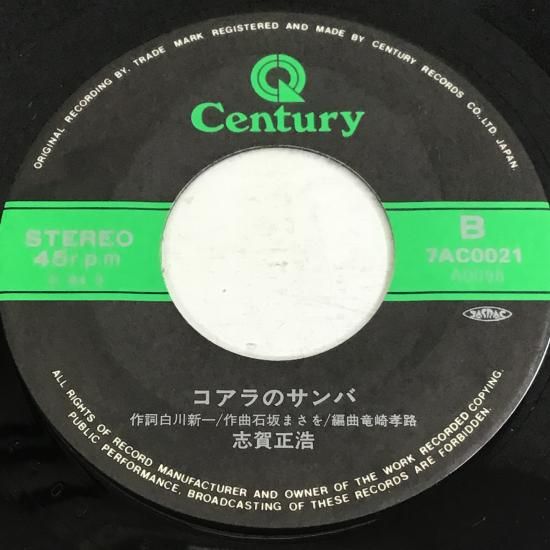 ORIGINAL RECORDING BY. TRADE MARK REGISTERED AND MADE BY CENTURY RECORDS CO., LTD. JAPAN.
Century
STEREO
45rpm
B
7AC0021
A0098
JASRAC
コアラのサンバ
作詞白川新一/作曲石坂まさを/編曲竜崎孝路
志賀正浩
ALL RIGHTS OF RECORD MANUFACTURER AND OWNER OF THE WORK RECORDED COPYING,
PUBLIC PERFORMANCE, BROADCASTING OF THESE RECORDS ARE FORBIDDEN.